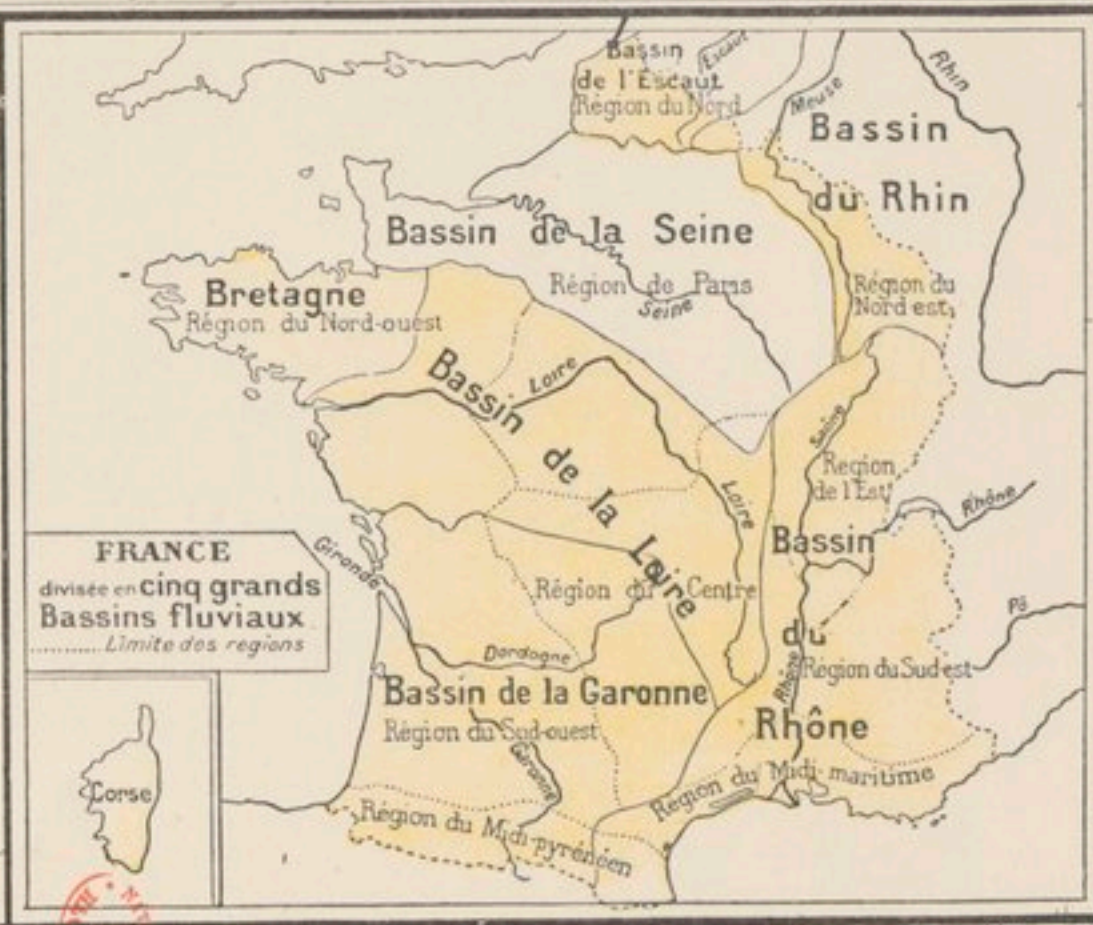 Bassin
de l'Escaut
Région du Nord
Escaut
Meuse
Rhin
Bassin
du Rhin
Bassin de la Seine
Région de Paris
Seine
Région du
Nord-est
Bretagne
Région du Nord-ouest
Bassin de la Loire
Loire
Loire
Saône
Region
de l'Est
Rhône
Bassin
du
Rhône
Rhône
Région du Centre
Gironde
FRANCE
divisée en cinq grands
Bassins fluviaux
......... Limite des regions
Pô
Dordogne
Région du Sud-est
Bassin de la Garonne
Région du Sud-ouest
Région du Midi-maritime
Région du Midi-pyrénéen
Corse